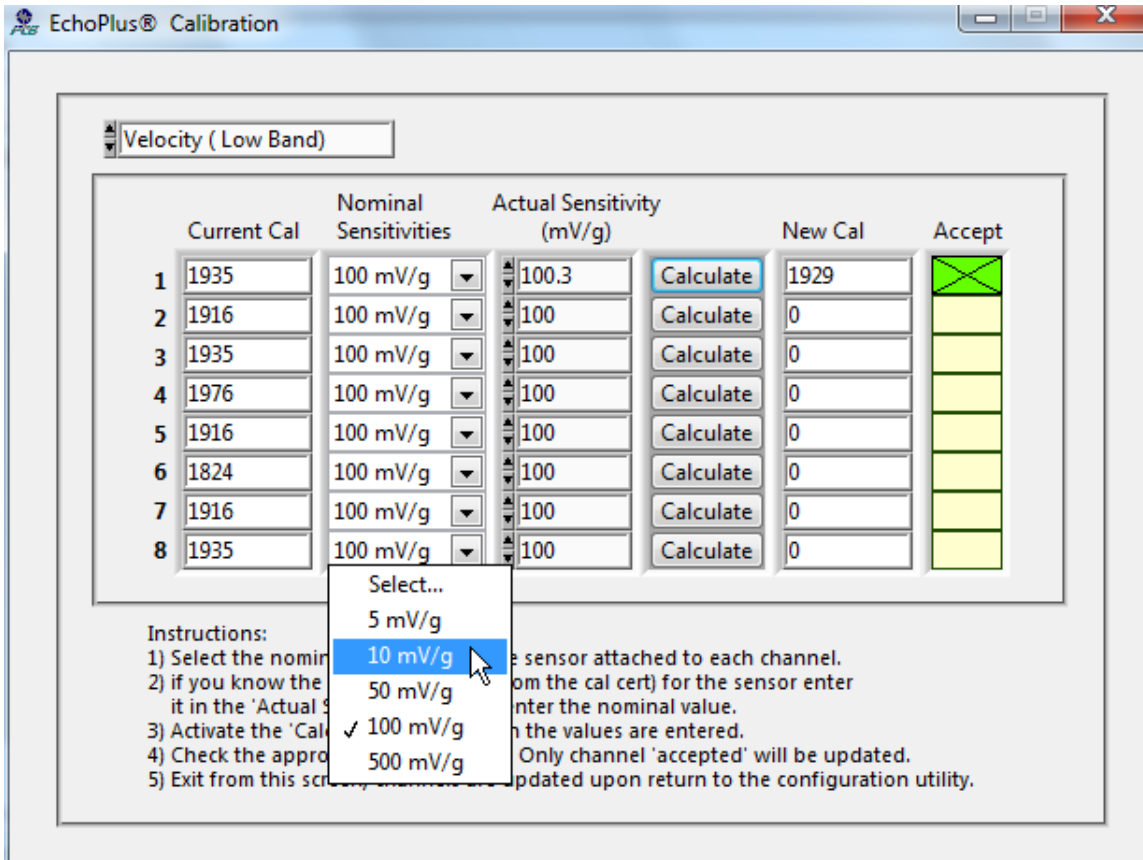 EchoPlus® Calibration
Velocity ( Low Band)
Nominal Actual Sensitivity
Current Cal Sensitivities (mV/g) New Cal Accept
1 1935 100 mV/g 100.3 Calculate 1929
2 1916 100 mV/g 100 Calculate 0
3 1935 100 mV/g 100 Calculate 0
4 1976 100 mV/g 100 Calculate 0
5 1916 100 mV/g 100 Calculate 0
6 1824 100 mV/g 100 Calculate 0
7 1916 100 mV/g 100 Calculate 0
8 1935 100 mV/g 100 Calculate 0
Select...
5 mV/g
10 mV/g
50 mV/g
✓ 100 mV/g
500 mV/g
Instructions:
1) Select the sensor attached to each channel.
2) if you know the the cal cert) for the sensor enter
it in the 'Actual enter the nominal value.
3) Activate the the values are entered.
4) Check the Only channel 'accepted' will be updated.
5) Exit from this updated upon return to the configuration utility.